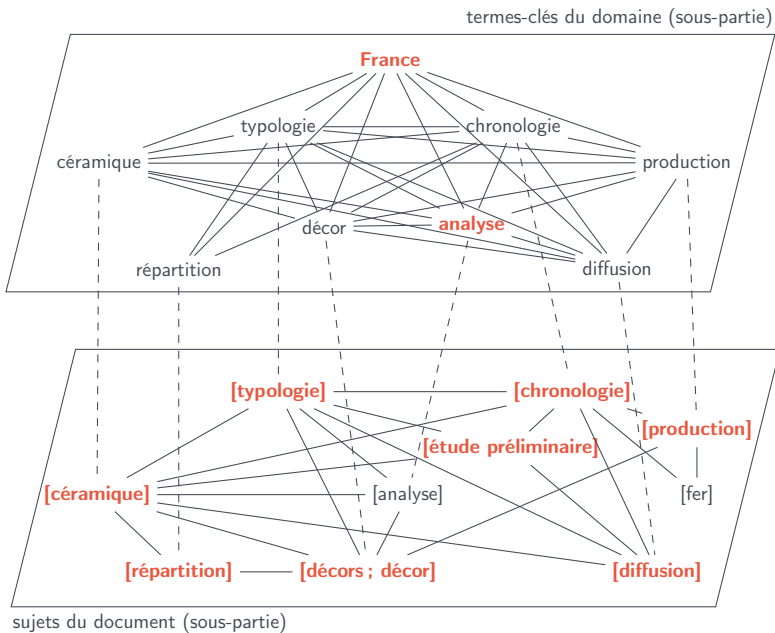 termes-clés du domaine (sous-partie)
France
typologie
chronologie
céramique
production
décor
analyse
répartition
diffusion
[typologie]
[chronologie]
[production]
[étude préliminaire]
[céramique]
[analyse]
[fer]
[répartition]
[décors ; décor]
[diffusion]
sujets du document (sous-partie)